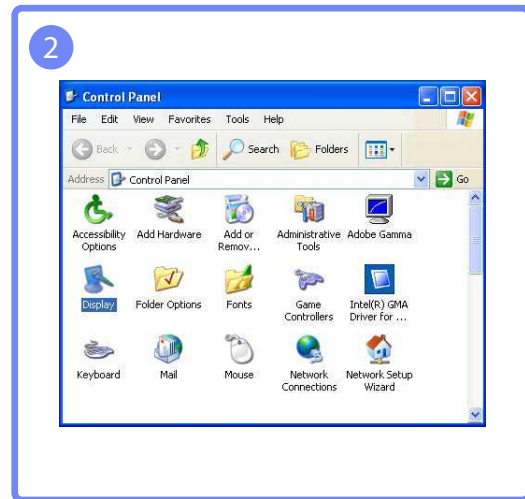 2
Control Panel
File Edit View Favorites Tools Help
Back Search Folders
Address Control Panel Go
Accessibility Options Add Hardware Add or Remov... Administrative Tools Adobe Gamma
Display Folder Options Fonts Game Controllers Intel(R) GMA Driver for ...
Keyboard Mail Mouse Network Connections Network Setup Wizard